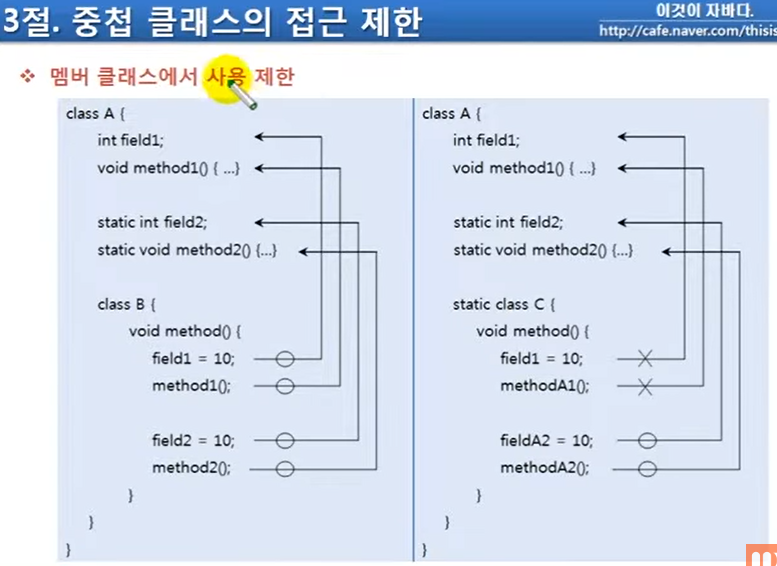 3절. 중첩 클래스의 접근 제한
이것이 자바다.
http://cafe.naver.com/thisis
❖ 멤버 클래스에서 사용 제한
class A {
int field1;
void method1() { ...}
static int field2;
static void method2() {...}
class B {
void method() {
field1 = 10;
method1();
field2 = 10;
method2();
}
}
}
class A {
int field1;
void method1() { ...}
static int field2;
static void method2() {...}
static class C {
void method() {
field1 = 10;
methodA1();
fieldA2 = 10;
methodA2();
}
}
}